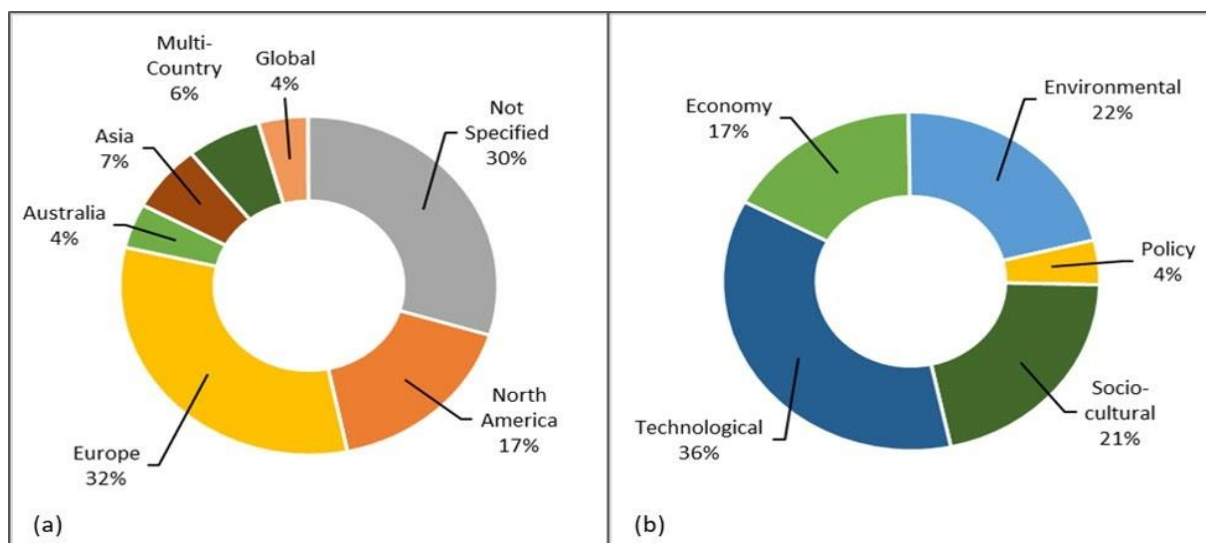 Multi-
Country
6%
Global
4%
Not
Specified
30%
Asia
7%
Australia
4%
North
America
17%
Europe
32%
(a)
Economy
17%
Environmental
22%
Policy
4%
Socio-
cultural
21%
Technological
36%
(b)